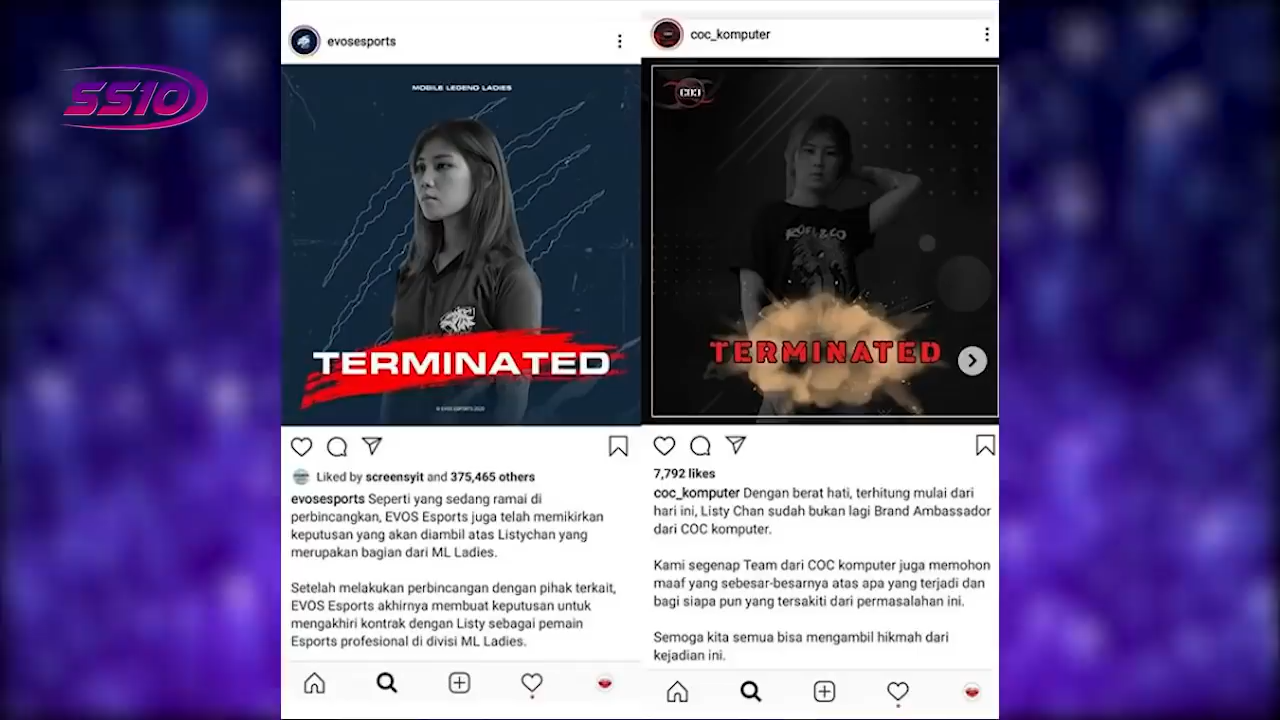 SS10
evosesports
MOBILE LEGEND LADIES
TERMINATED
© EVOS ESPORTS 2020
Liked by screensyit and 375,465 others
evosesports Seperti yang sedang ramai di
perbincangkan, EVOS Esports juga telah memikirkan
keputusan yang akan diambil atas Listychan yang
merupakan bagian dari ML Ladies.
Setelah melakukan perbincangan dengan pihak terkait,
EVOS Esports akhirnya membuat keputusan untuk
mengakhiri kontrak dengan Listy sebagai pemain
Esports profesional di divisi ML Ladies.
coc_komputer
COC
TERMINATED
7,792 likes
coc_komputer Dengan berat hati, terhitung mulai dari
hari ini, Listy Chan sudah bukan lagi Brand Ambassador
dari COC komputer.
Kami segenap Team dari COC komputer juga memohon
maaf yang sebesar-besarnya atas apa yang terjadi dan
bagi siapa pun yang tersakiti dari permasalahan ini.
Semoga kita semua bisa mengambil hikmah dari
kejadian ini.